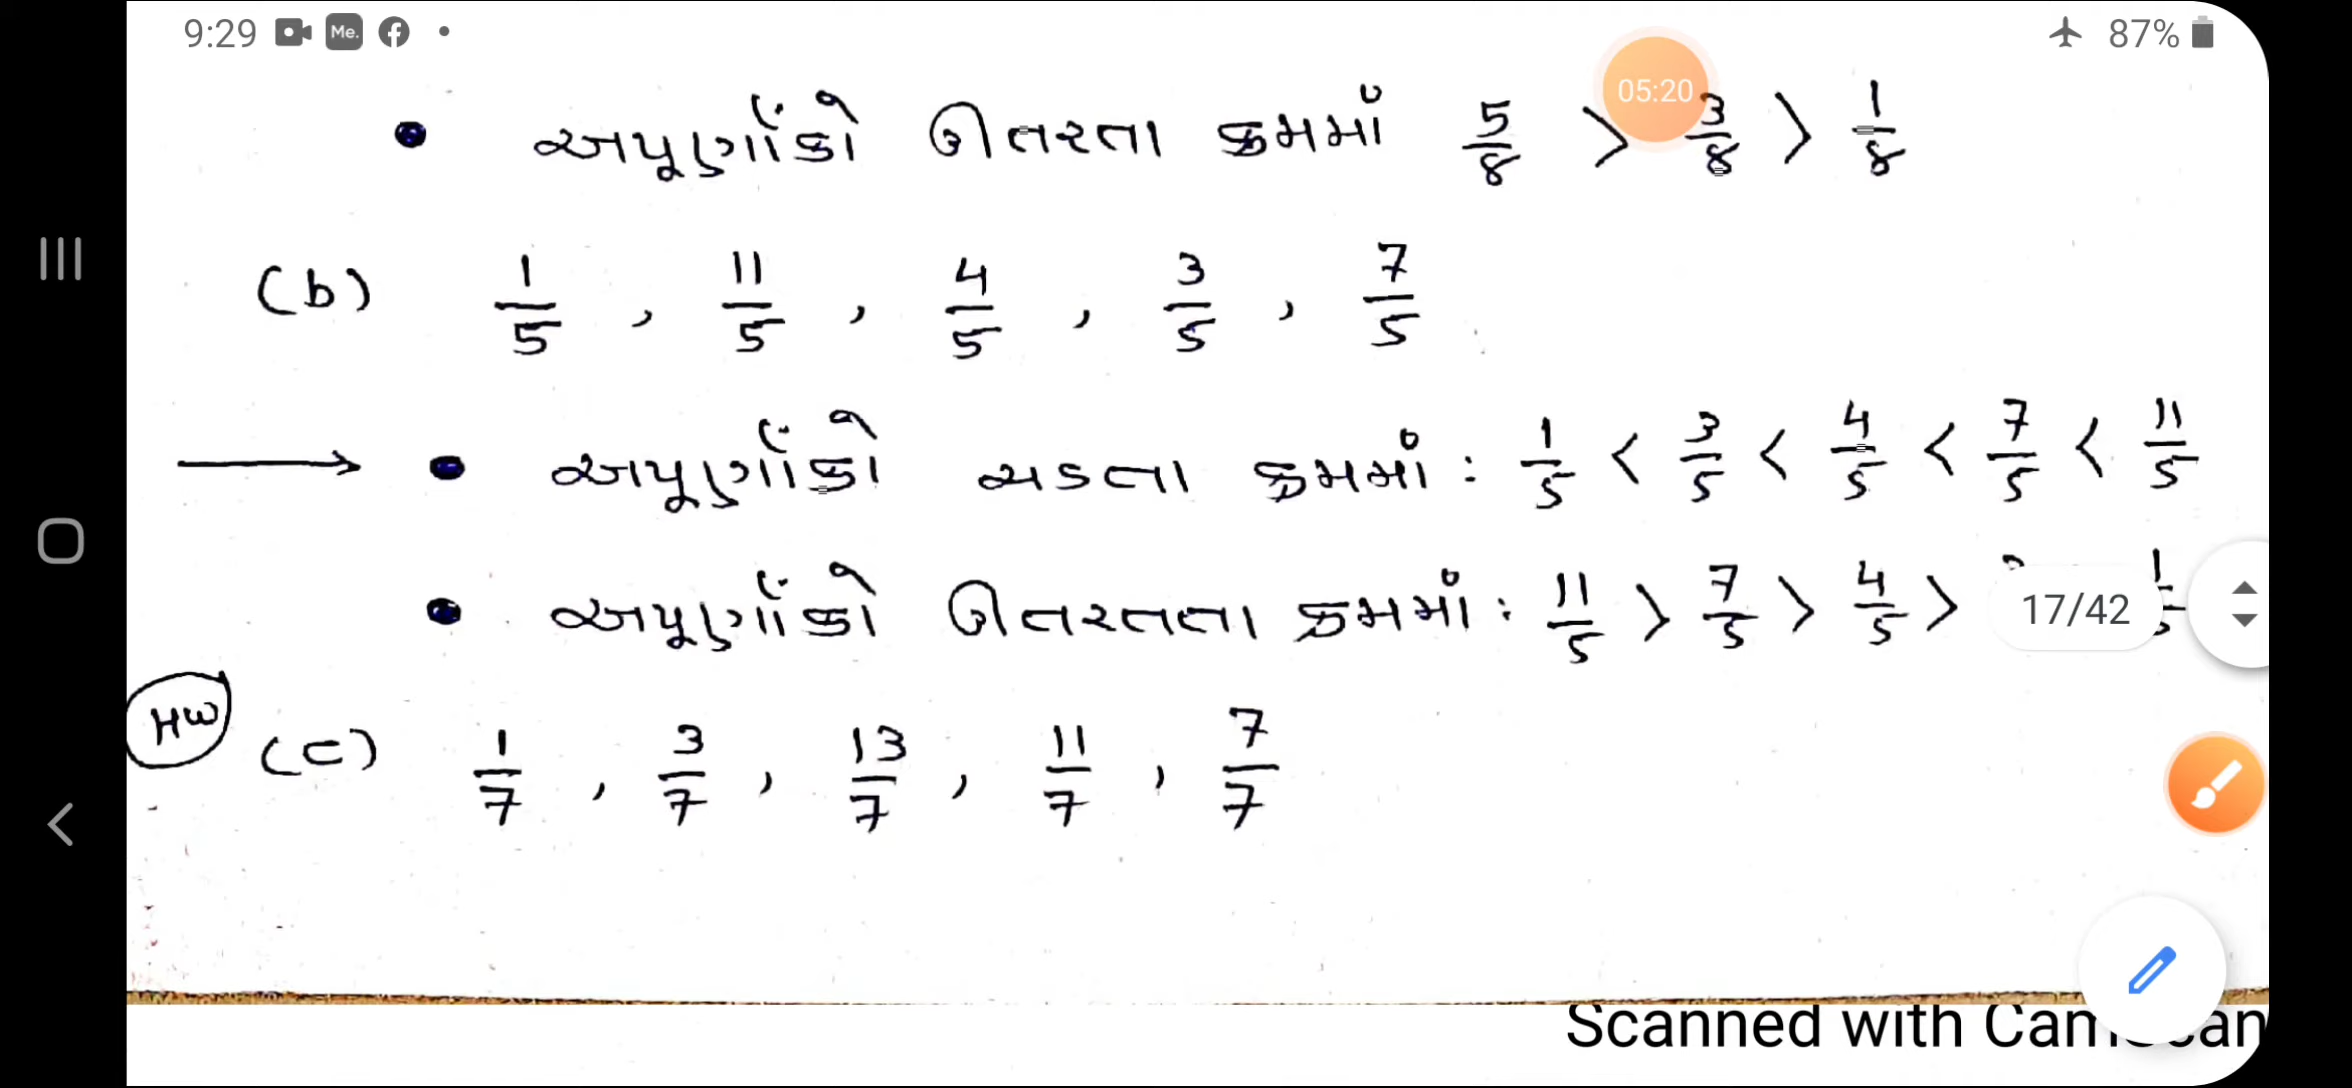 9:29 Me. 87%
05:20
• અપૂર્ણાંકો ઊતરતા ક્રમમાં 5/8 > 3/8 > 1/8
(b) 1/5 , 11/5 , 4/5 , 3/5 , 7/5
→ • અપૂર્ણાંકો ચડતા ક્રમમાં : 1/5 < 3/5 < 4/5 < 7/5 < 11/5
• અપૂર્ણાંકો ઊતરતતા ક્રમમાં : 11/5 > 7/5 > 4/5 >
17/42
HW (c) 1/7 , 3/7 , 13/7 , 11/7 , 7/7
Scanned with Cam